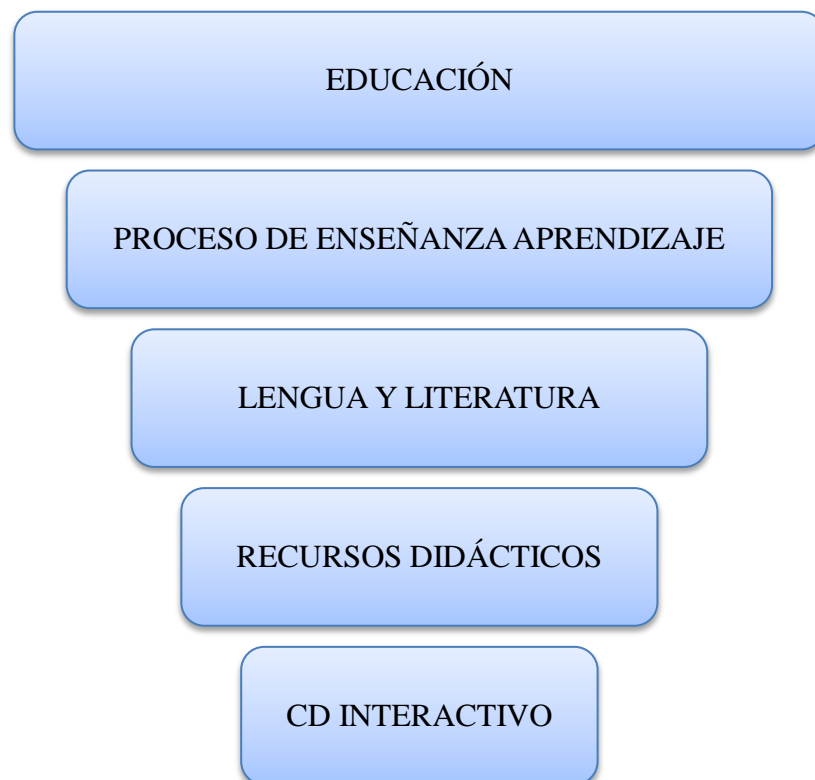 EDUCACIÓN
PROCESO DE ENSEÑANZA APRENDIZAJE
LENGUA Y LITERATURA
RECURSOS DIDÁCTICOS
CD INTERACTIVO